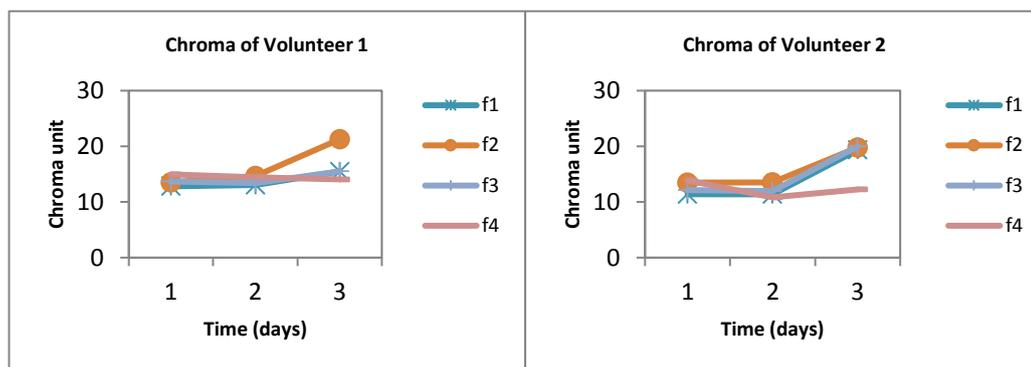 Chroma of Volunteer 1
30
20
10
0
Chroma unit
1 2 3
Time (days)
f1
f2
f3
f4
Chroma of Volunteer 2
30
20
10
0
Chroma unit
1 2 3
Time (days)
f1
f2
f3
f4